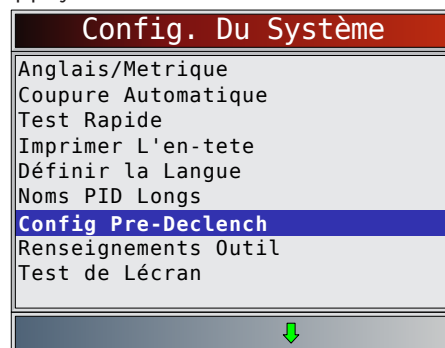 Config. Du Système
Anglais/Metrique
Coupure Automatique
Test Rapide
Imprimer L'en-tete
Définir la Langue
Noms PID Longs
Config Pre-Declench
Renseignements Outil
Test de Lécran